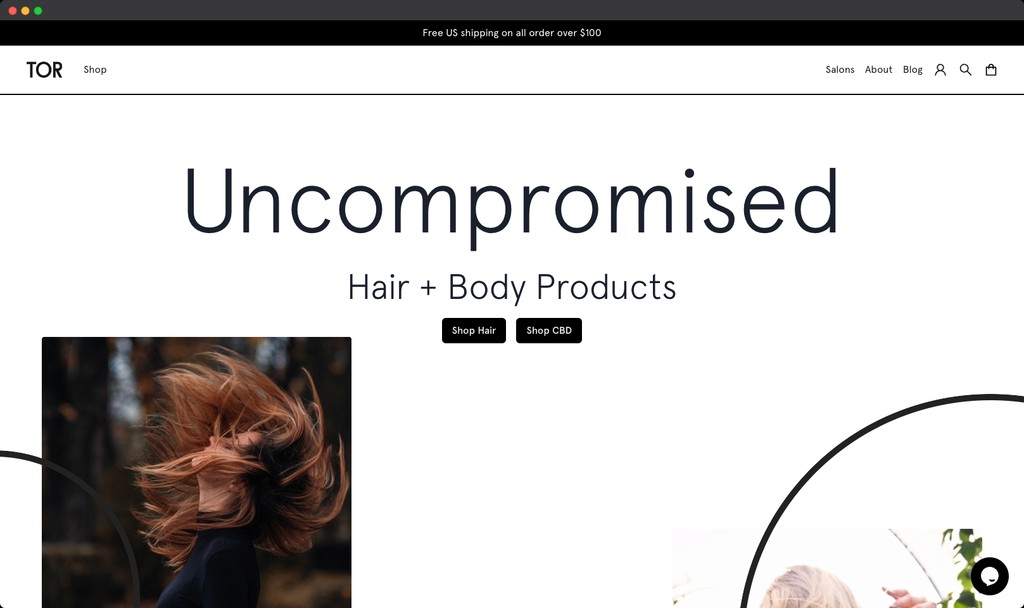 Free US shipping on all order over $100
TOR Shop Salons About Blog
Uncompromised
Hair + Body Products
Shop Hair Shop CBD